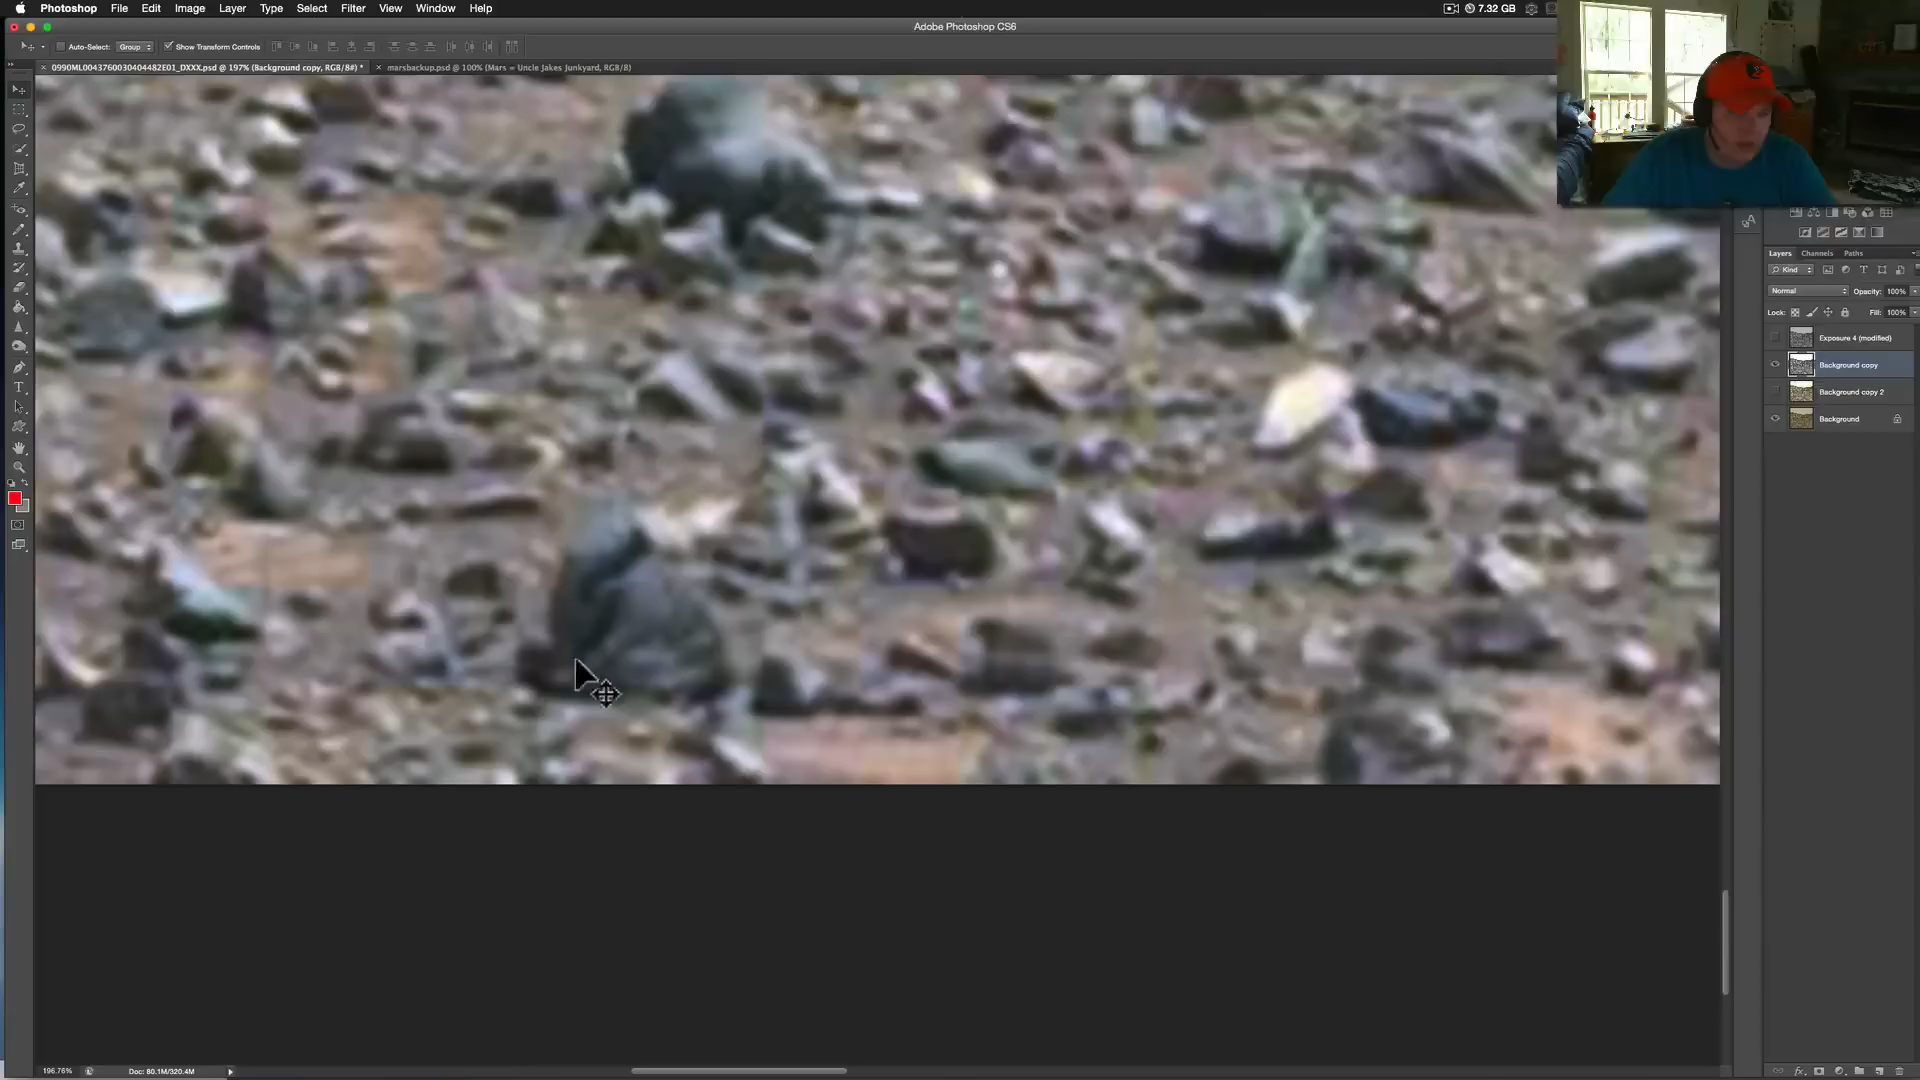 Photoshop File Edit Image Layer Type Select Filter View Window Help 7.32 GB
Adobe Photoshop CS6
Auto-Select: Group Show Transform Controls
0990ML0043760030404482E01_DXXX.psd @ 197% (Background copy, RGB/8#) * marsbackup.psd @ 100% (Mars = Uncle Jakes Junkyard, RGB/8)
Layers Channels Paths
Kind
Normal Opacity: 100%
Lock: Fill: 100%
Exposure 4 (modified)
Background copy
Background copy 2
Background
196.76% Doc: 80.1M/320.4M